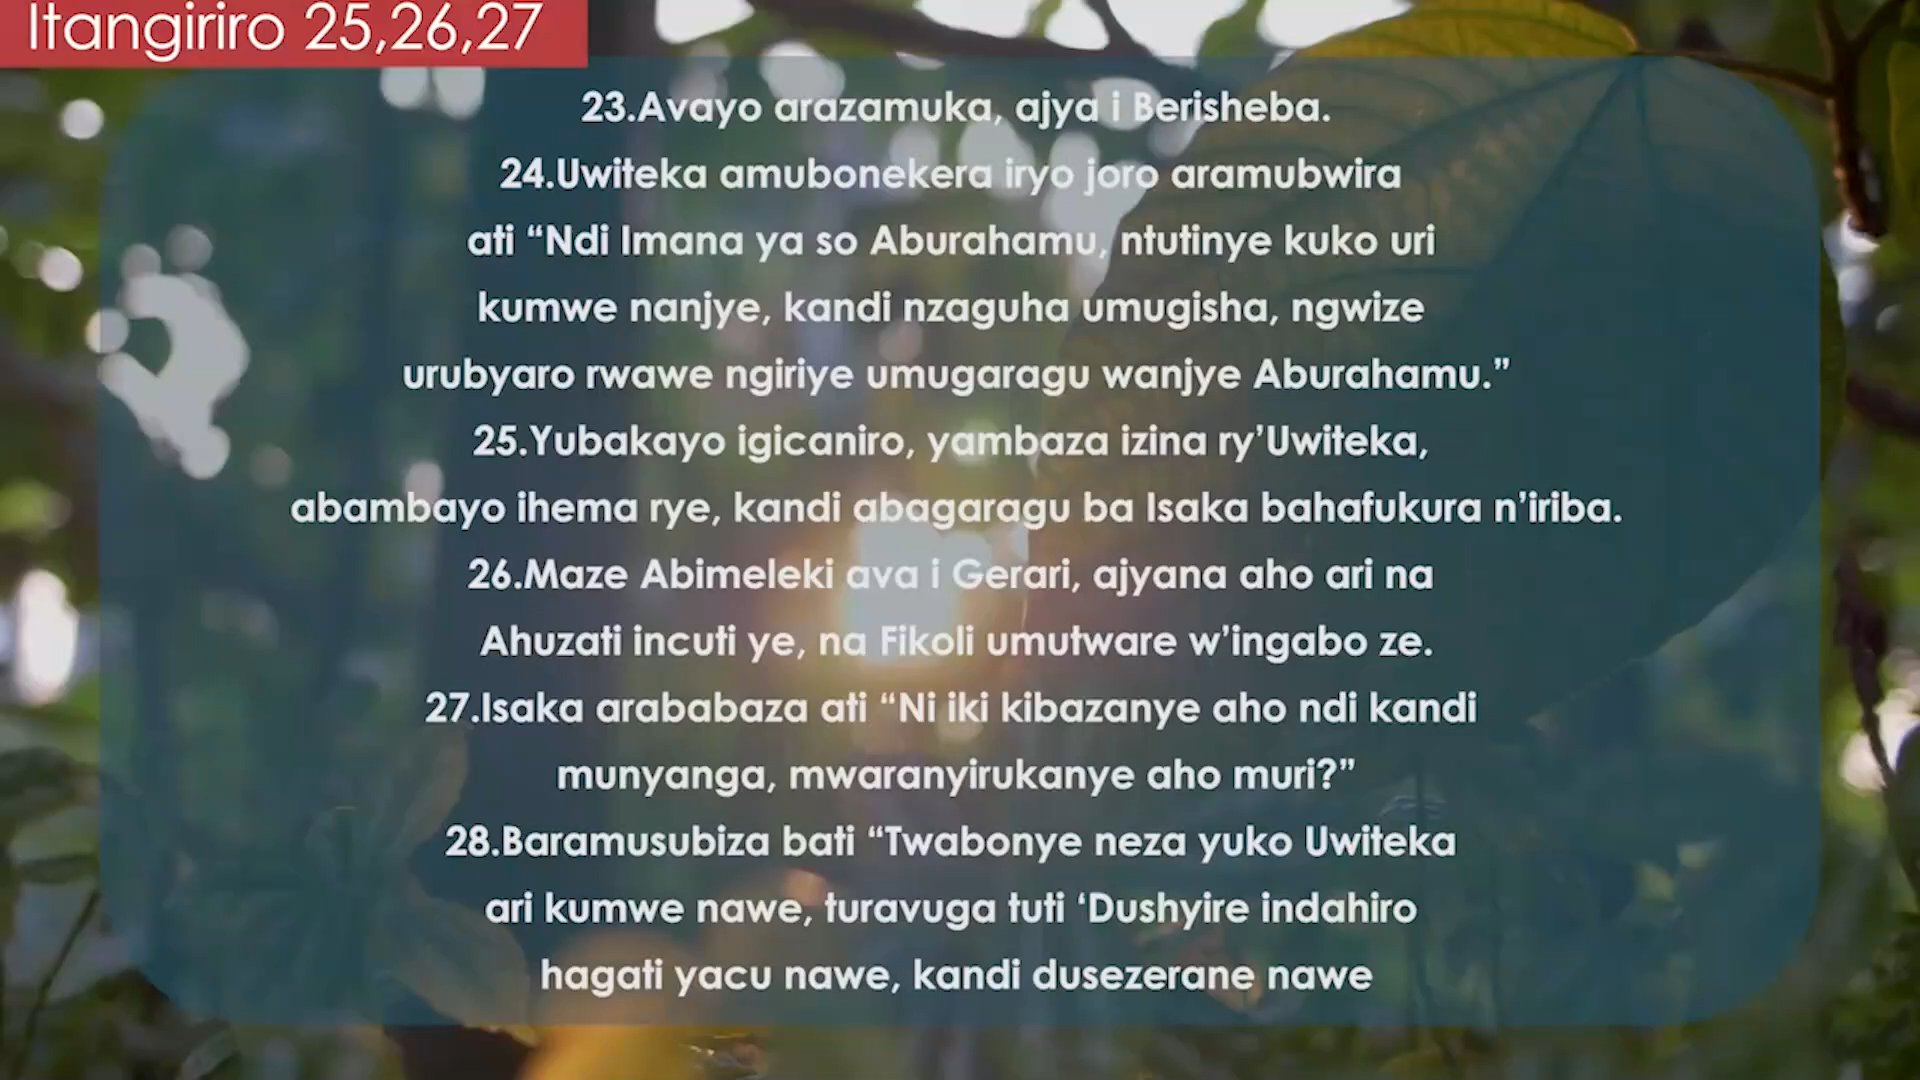 Itangiriro 25,26,27
23.Avayo arazamuka, ajya i Berisheba.
24.Uwiteka amubonekera iryo joro aramubwira
ati “Ndi Imana ya so Aburahamu, ntutinye kuko uri
kumwe nanjye, kandi nzaguha umugisha, ngwize
urubyaro rwawe ngiriye umugaragu wanjye Aburahamu.”
25.Yubakayo igicaniro, yambaza izina ry’Uwiteka,
abambayo ihema rye, kandi abagaragu ba Isaka bahafukura n’iriba.
26.Maze Abimeleki ava i Gerari, ajyana aho ari na
Ahuzati incuti ye, na Fikoli umutware w’ingabo ze.
27.Isaka arababaza ati “Ni iki kibazanye aho ndi kandi
munyanga, mwaranyirukanye aho muri?”
28.Baramusubiza bati “Twabonye neza yuko Uwiteka
ari kumwe nawe, turavuga tuti ‘Dushyire indahiro
hagati yacu nawe, kandi dusezerane nawe